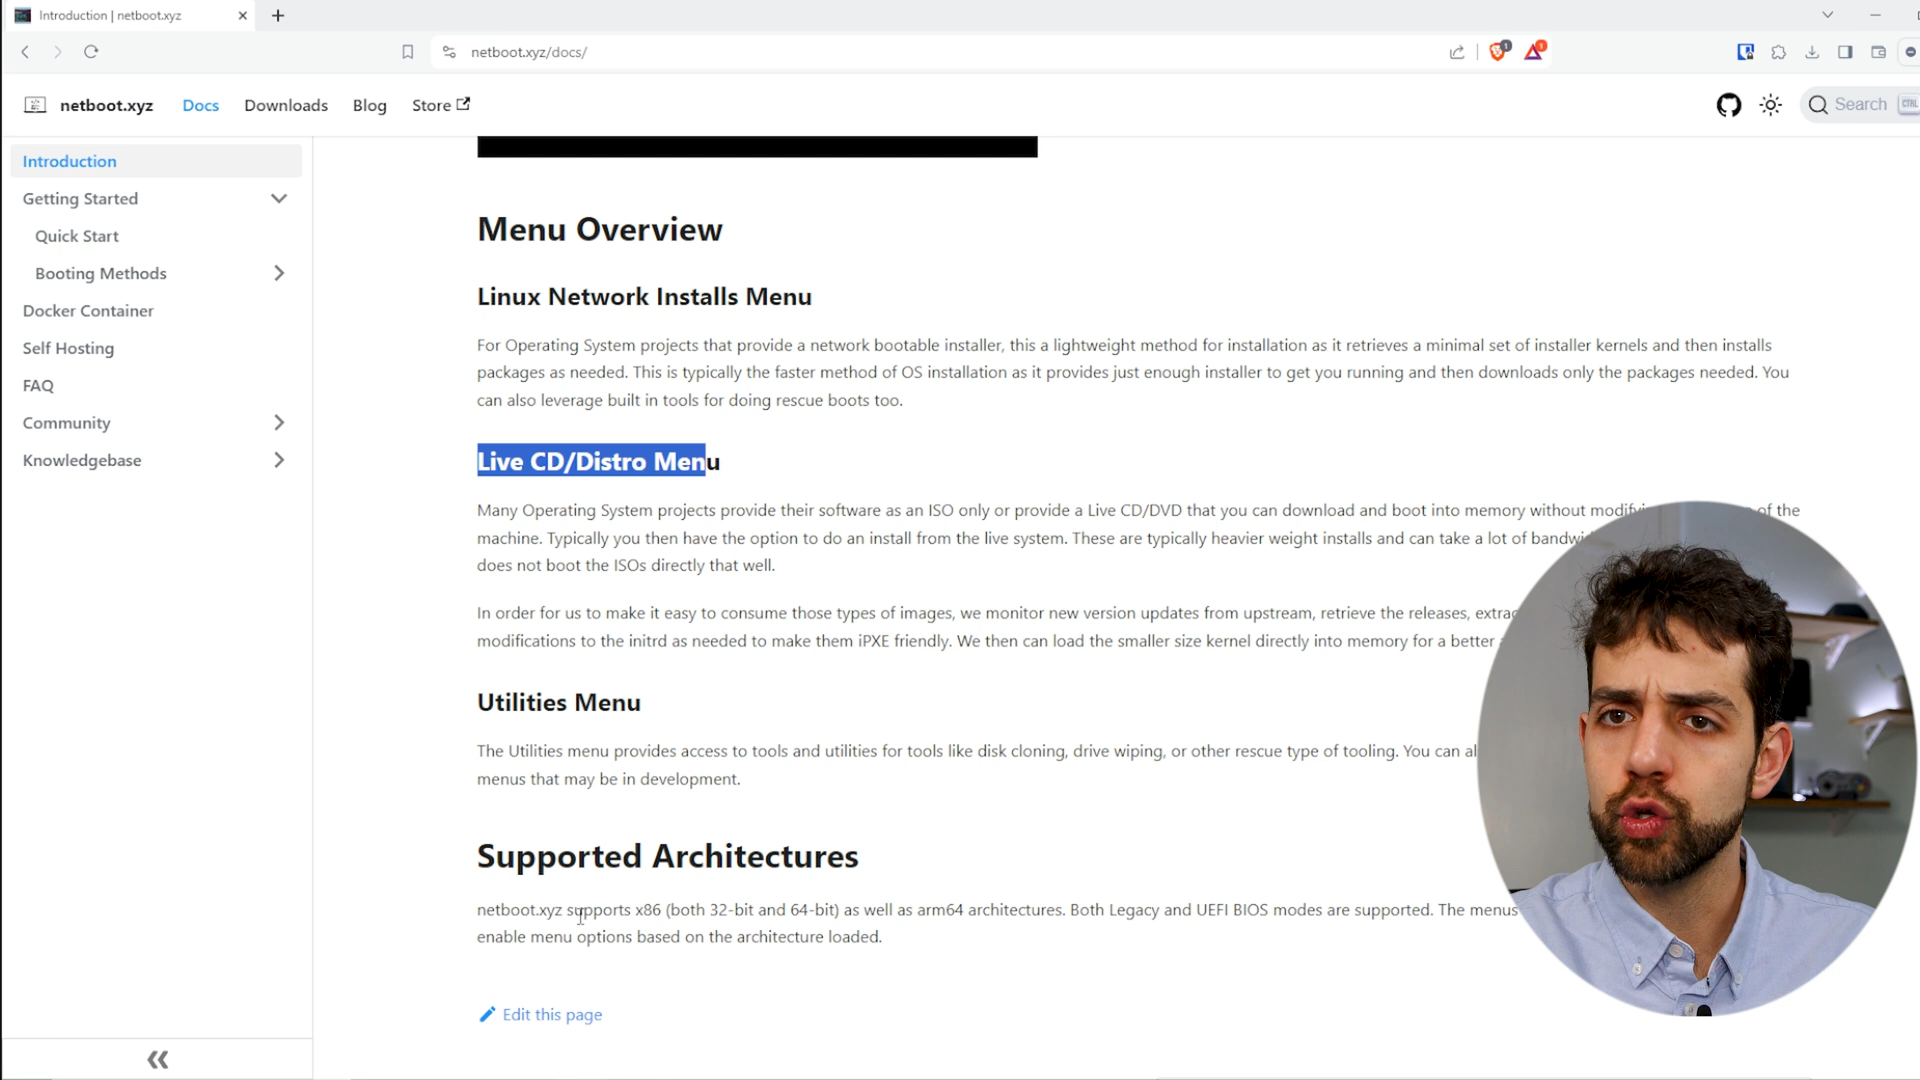 Introduction | netboot.xyz
netboot.xyz/docs/
1
1
netboot.xyz Docs Downloads Blog Store Search CTRL
Introduction
Getting Started
Quick Start
Booting Methods
Docker Container
Self Hosting
FAQ
Community
Knowledgebase
Menu Overview
Linux Network Installs Menu
For Operating System projects that provide a network bootable installer, this a lightweight method for installation as it retrieves a minimal set of installer kernels and then installs
packages as needed. This is typically the faster method of OS installation as it provides just enough installer to get you running and then downloads only the packages needed. You
can also leverage built in tools for doing rescue boots too.
Live CD/Distro Menu
Many Operating System projects provide their software as an ISO only or provide a Live CD/DVD that you can download and boot into memory without of the
machine. Typically you then have the option to do an install from the live system. These are typically heavier weight installs and can take a lot of
does not boot the ISOs directly that well.
In order for us to make it easy to consume those types of images, we monitor new version updates from upstream, retrieve the releases,
modifications to the initrd as needed to make them iPXE friendly. We then can load the smaller size kernel directly into memory for a better
Utilities Menu
The Utilities menu provides access to tools and utilities for tools like disk cloning, drive wiping, or other rescue type of tooling. You can
menus that may be in development.
Supported Architectures
netboot.xyz supports x86 (both 32-bit and 64-bit) as well as arm64 architectures. Both Legacy and UEFI BIOS modes are supported. The menus
enable menu options based on the architecture loaded.
Edit this page